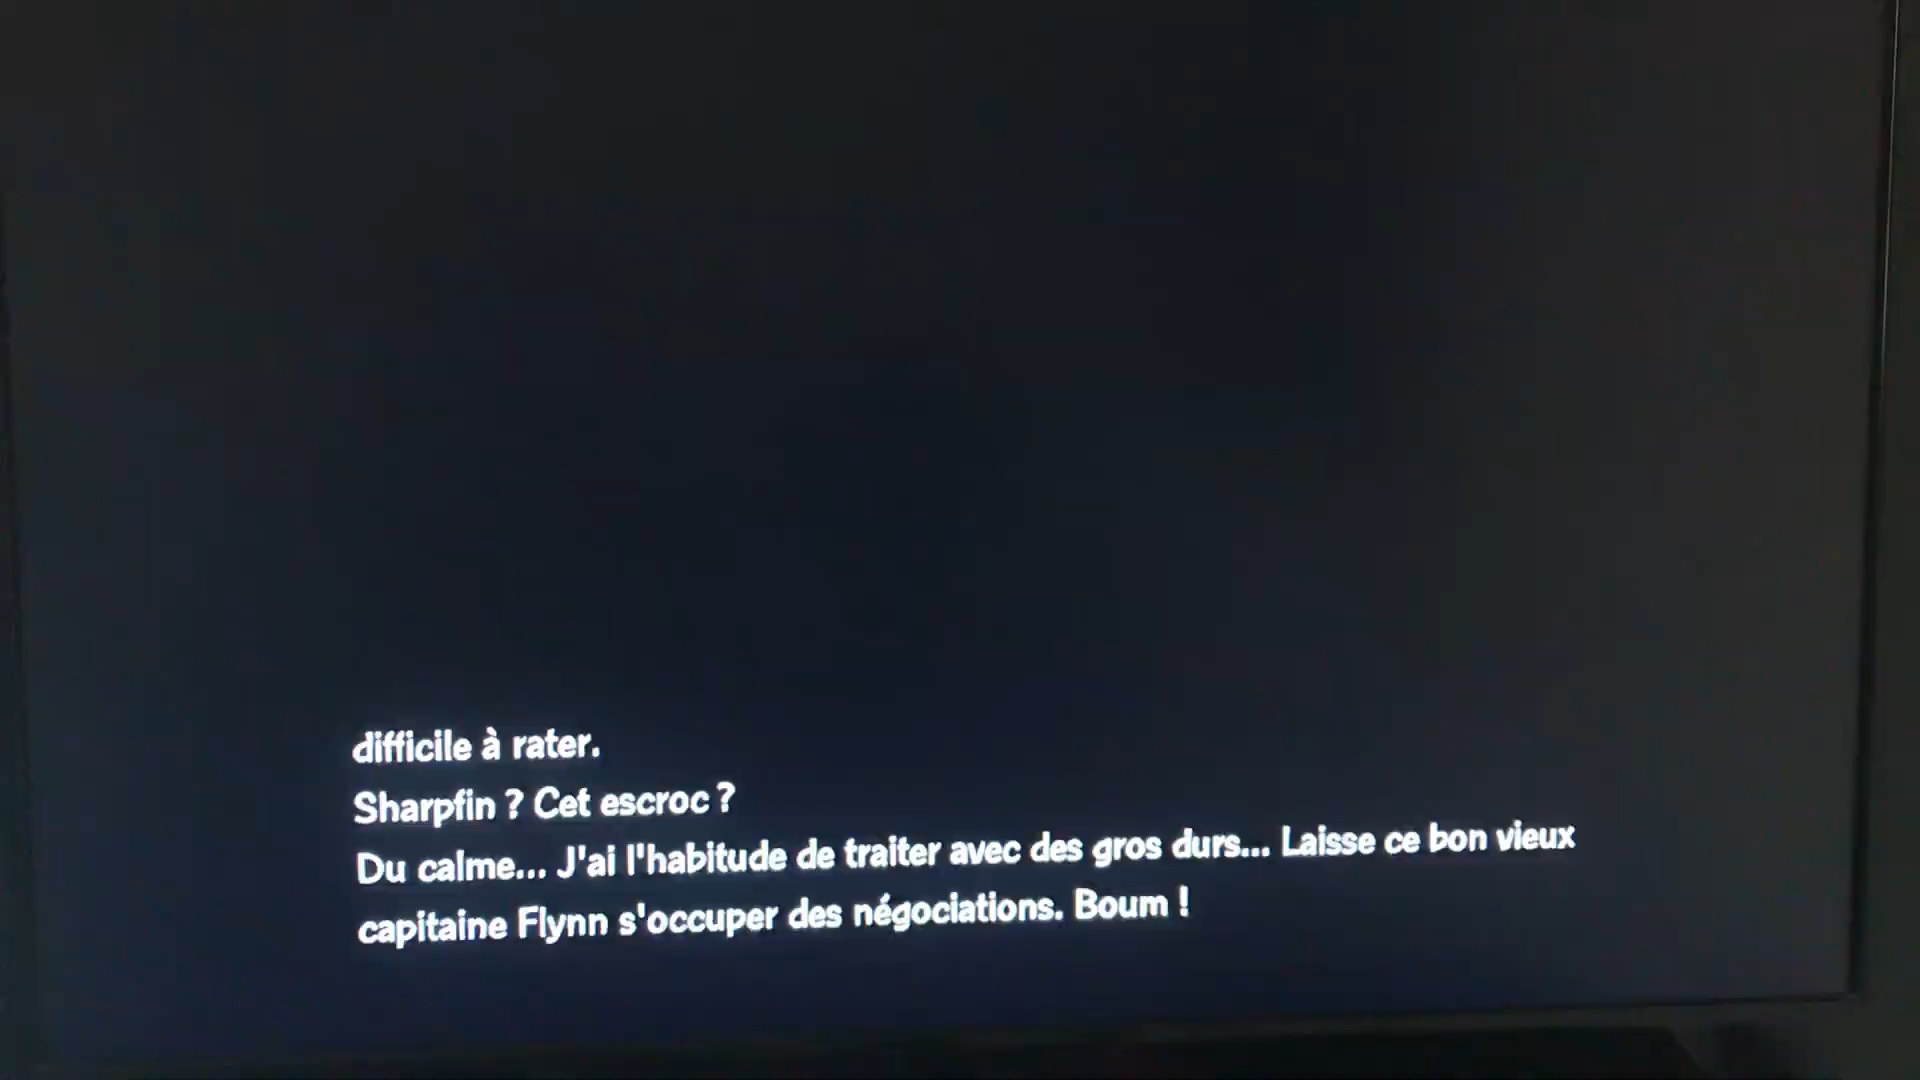 difficile à rater.
Sharpfin ? Cet escroc ?
Du calme... J'ai l'habitude de traiter avec des gros durs... Laisse ce bon vieux
capitaine Flynn s'occuper des négociations. Boum !